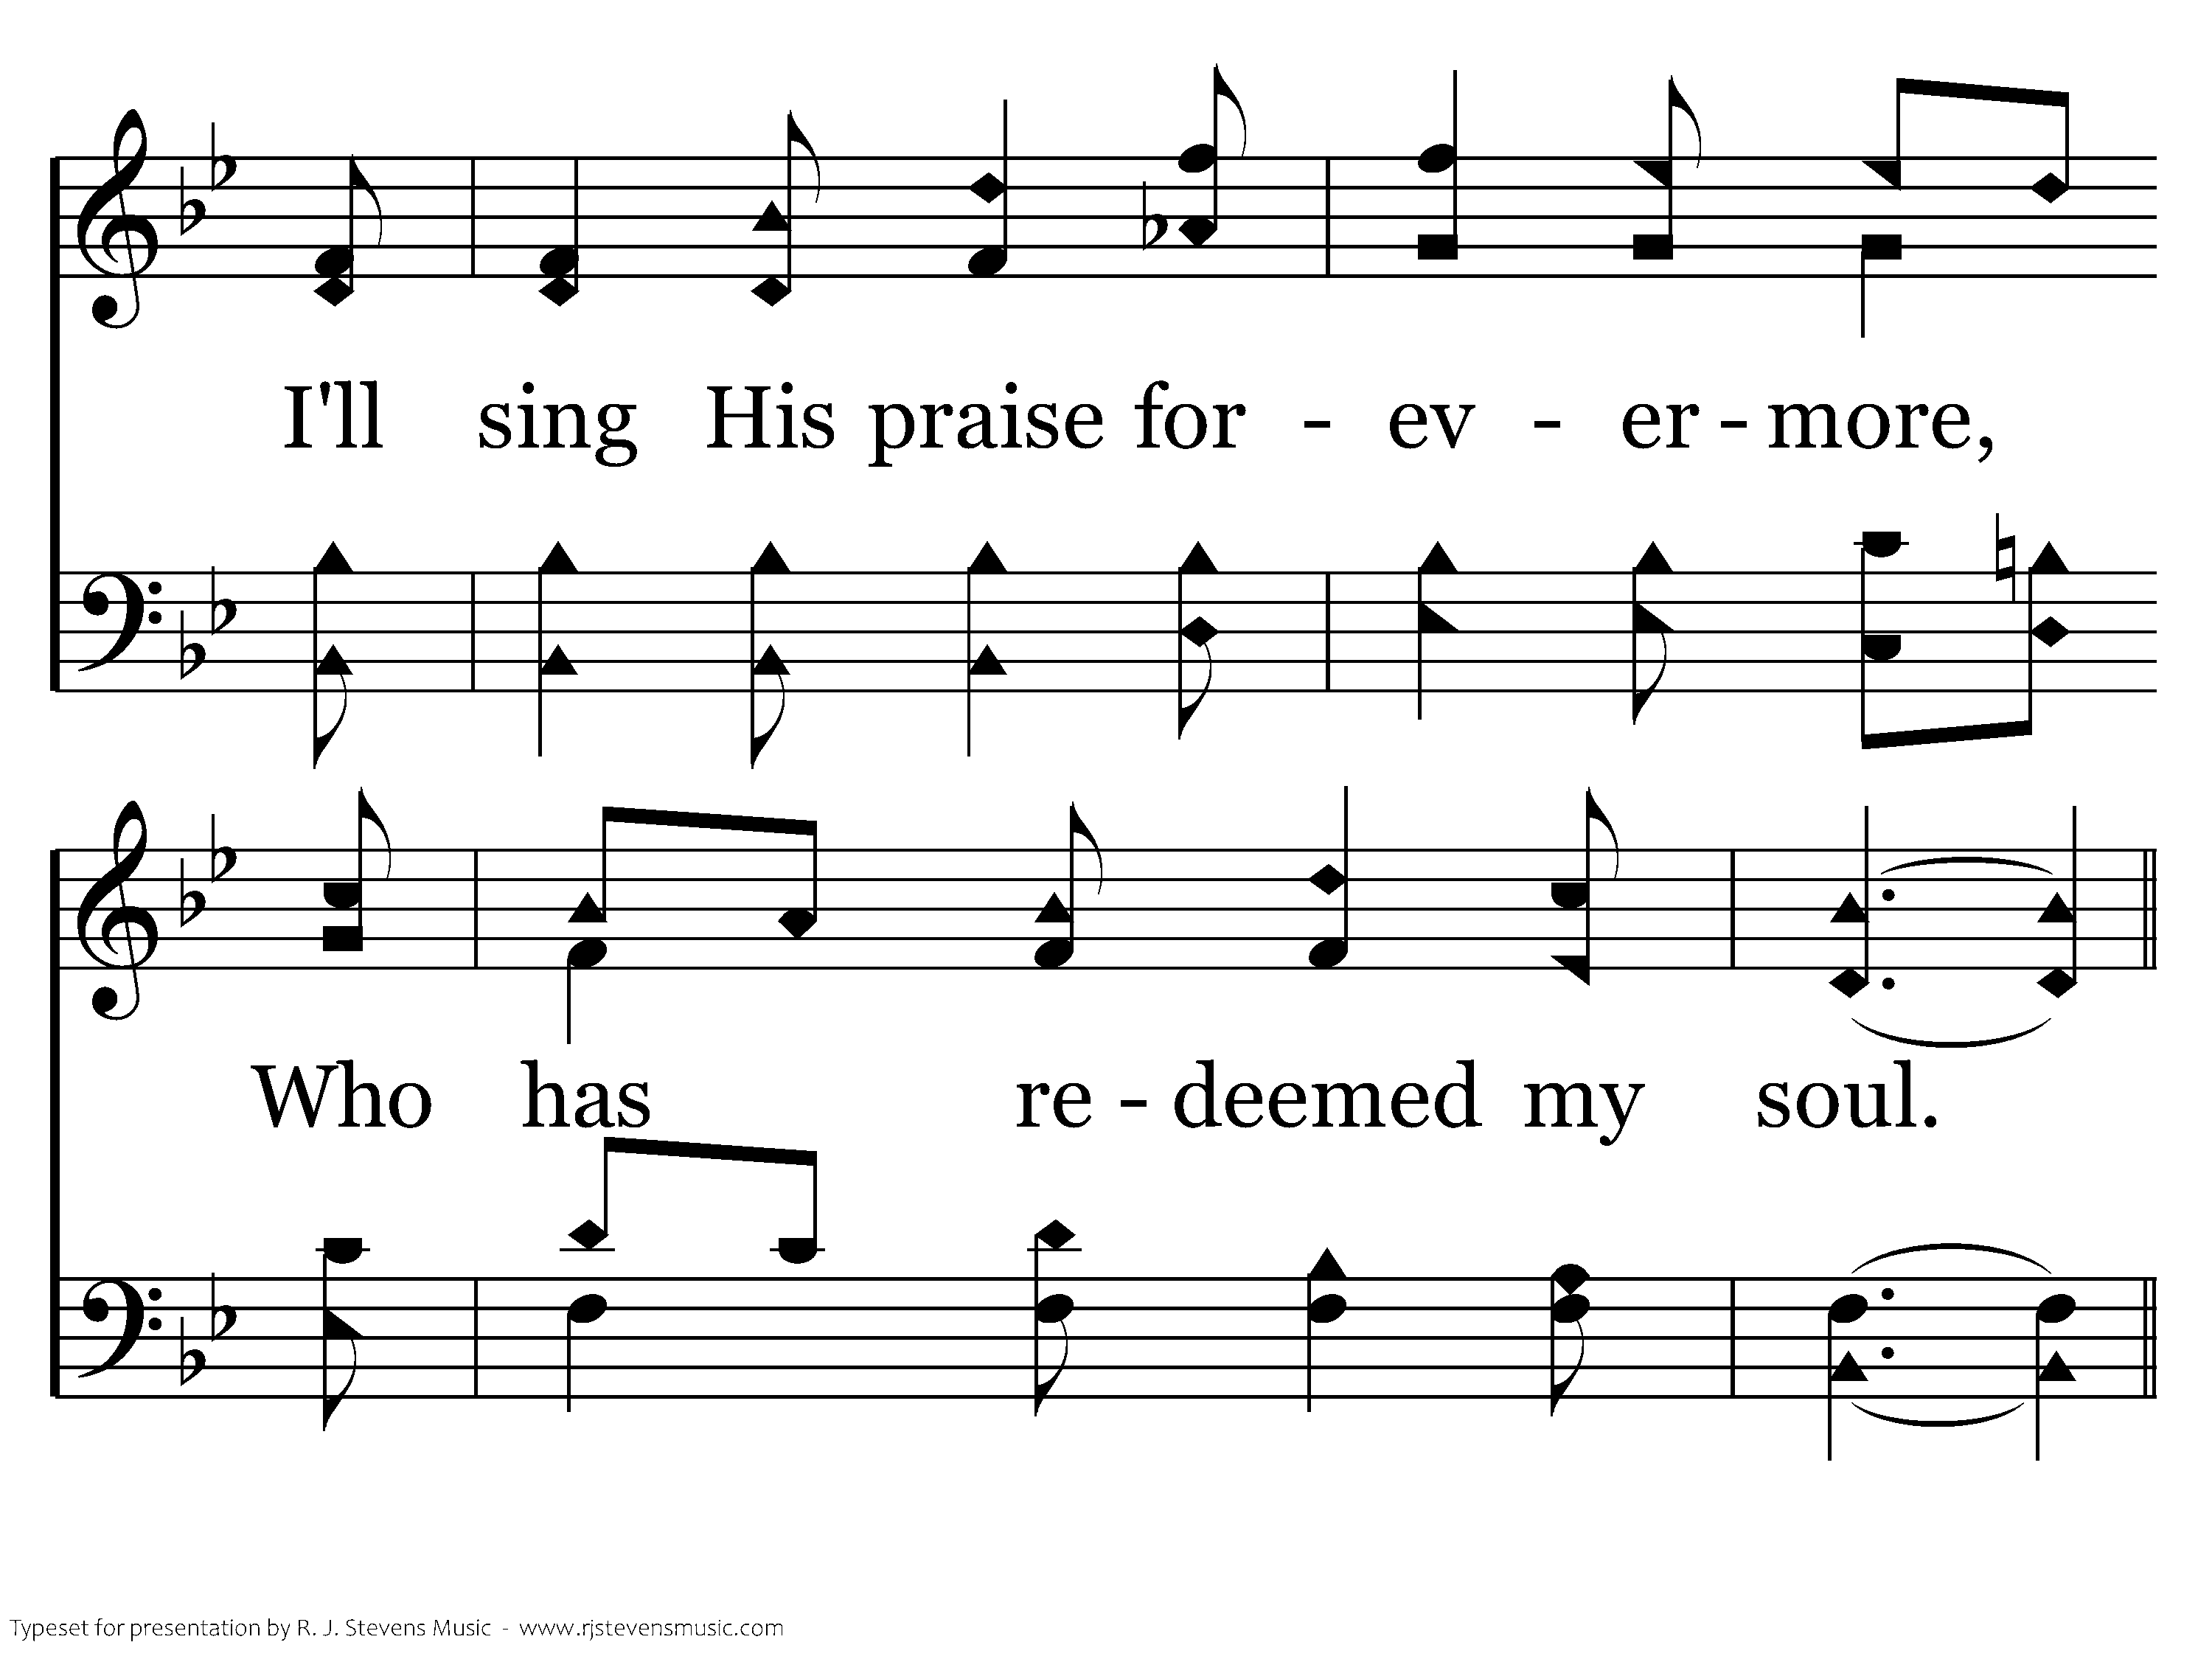 I'll sing His praise for - ev - er - more,
Who has re - deemed my soul.
Typeset for presentation by R. J. Stevens Music - www.rjstevensmusic.com